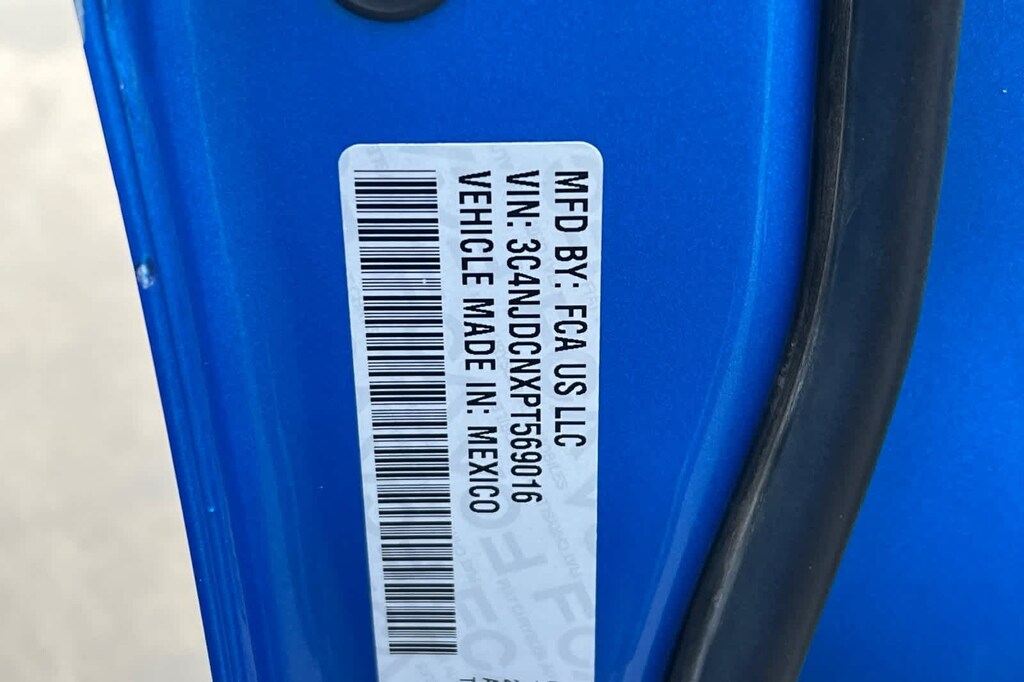 MFD BY: FCA US LLC
VIN: 3C4NJDCNXPT569016
VEHICLE MADE IN: MEXICO